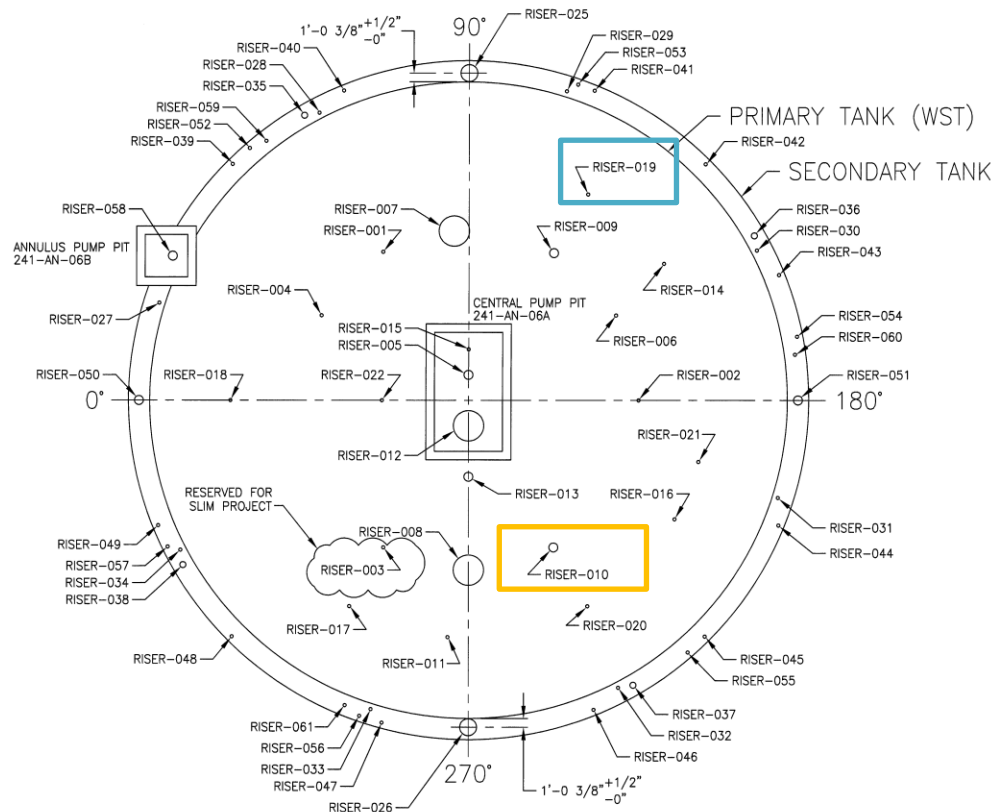 1'-0 3/8" +1/2" -0"
90°
RISER-025
RISER-040
RISER-029
RISER-028
RISER-053
RISER-035
RISER-041
RISER-059
PRIMARY TANK (WST)
RISER-052
RISER-042
RISER-039
RISER-019
SECONDARY TANK
RISER-058
RISER-007
RISER-036
RISER-001
RISER-009
RISER-030
ANNULUS PUMP PIT
241-AN-06B
RISER-043
RISER-014
RISER-004
CENTRAL PUMP PIT
241-AN-06A
RISER-027
RISER-054
RISER-015
RISER-005
RISER-006
RISER-060
RISER-050
RISER-018
RISER-022
RISER-002
RISER-051
0°
180°
RISER-012
RISER-021
RESERVED FOR
SLIM PROJECT
RISER-013
RISER-016
RISER-031
RISER-049
RISER-008
RISER-044
RISER-057
RISER-003
RISER-010
RISER-034
RISER-038
RISER-017
RISER-020
RISER-048
RISER-011
RISER-045
RISER-055
RISER-061
RISER-037
RISER-056
RISER-032
RISER-033
RISER-046
RISER-047
270°
1'-0 3/8" +1/2" -0"
RISER-026